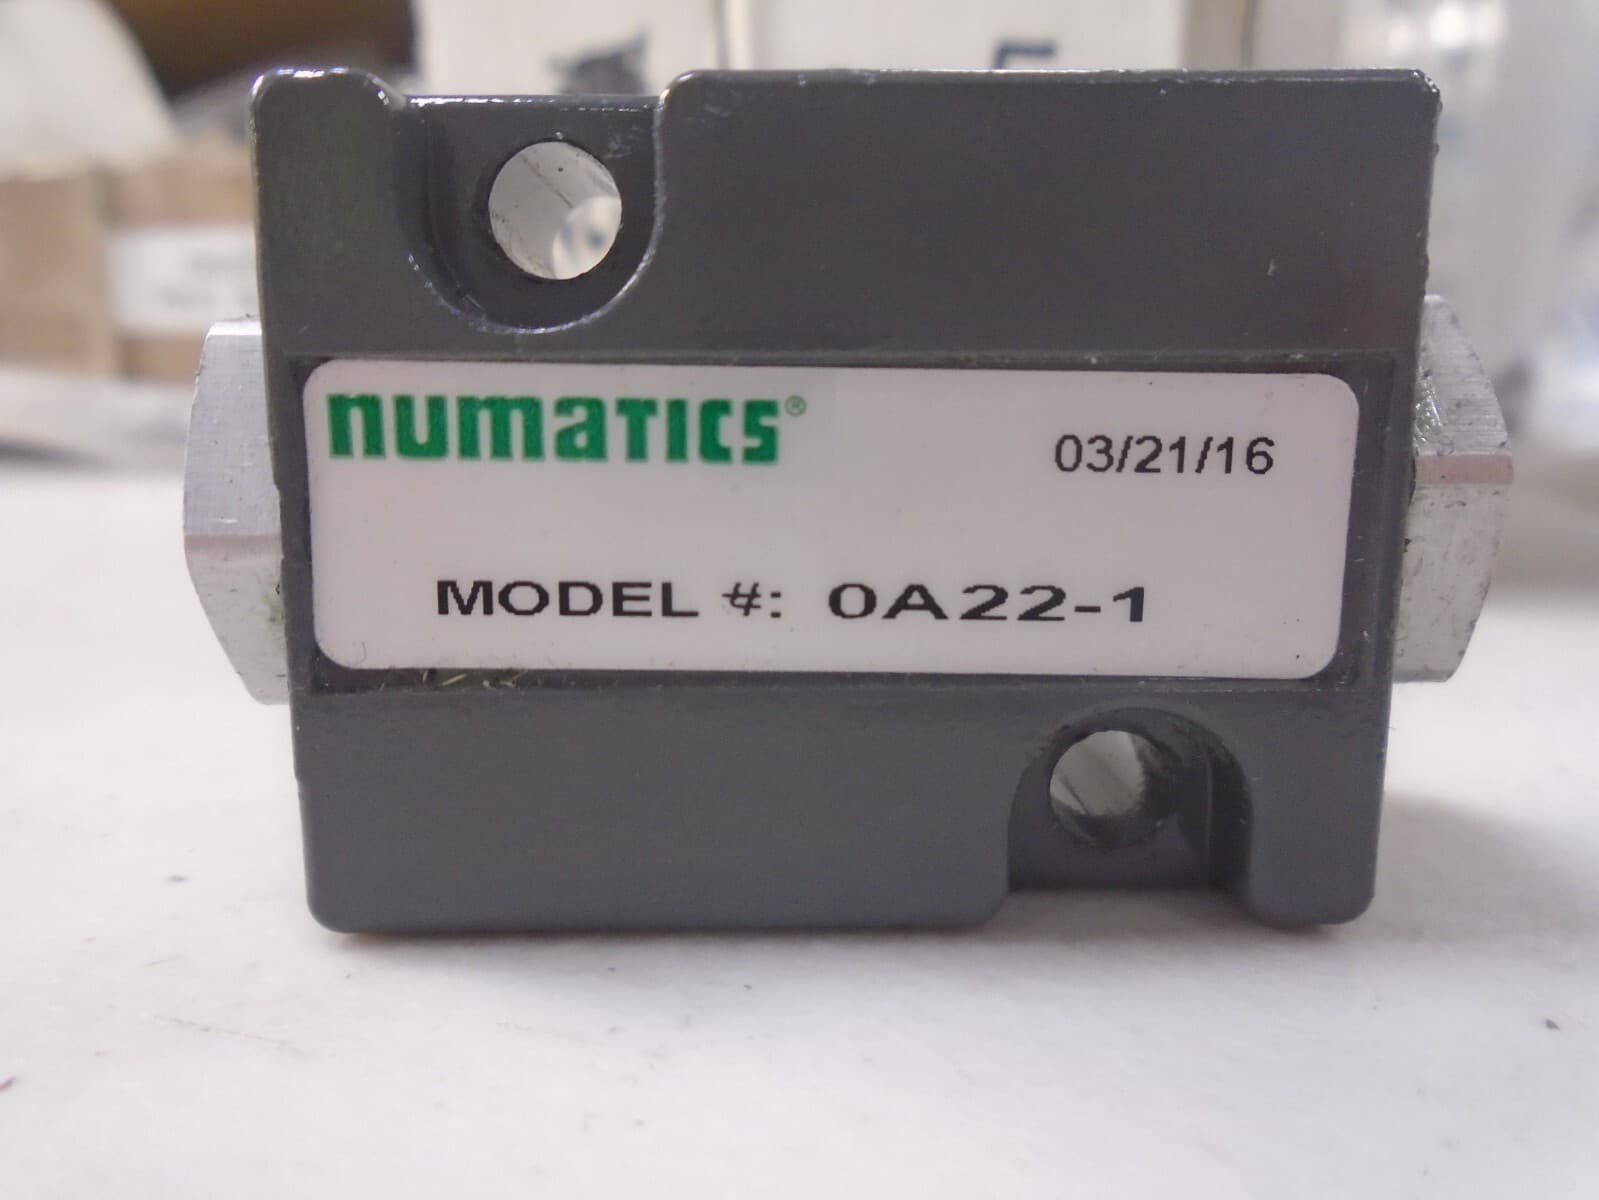 numatics®
03/21/16
MODEL #: 0A22-1